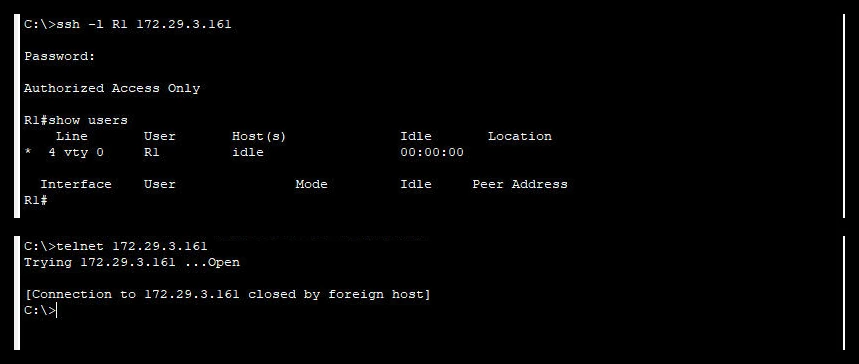 C:\>ssh -l R1 172.29.3.161
Password:
Authorized Access Only
R1#show users
Line User Host(s) Idle Location
* 4 vty 0 R1 idle 00:00:00
Interface User Mode Idle Peer Address
R1#
C:\>telnet 172.29.3.161
Trying 172.29.3.161 ...Open
[Connection to 172.29.3.161 closed by foreign host]
C:\>